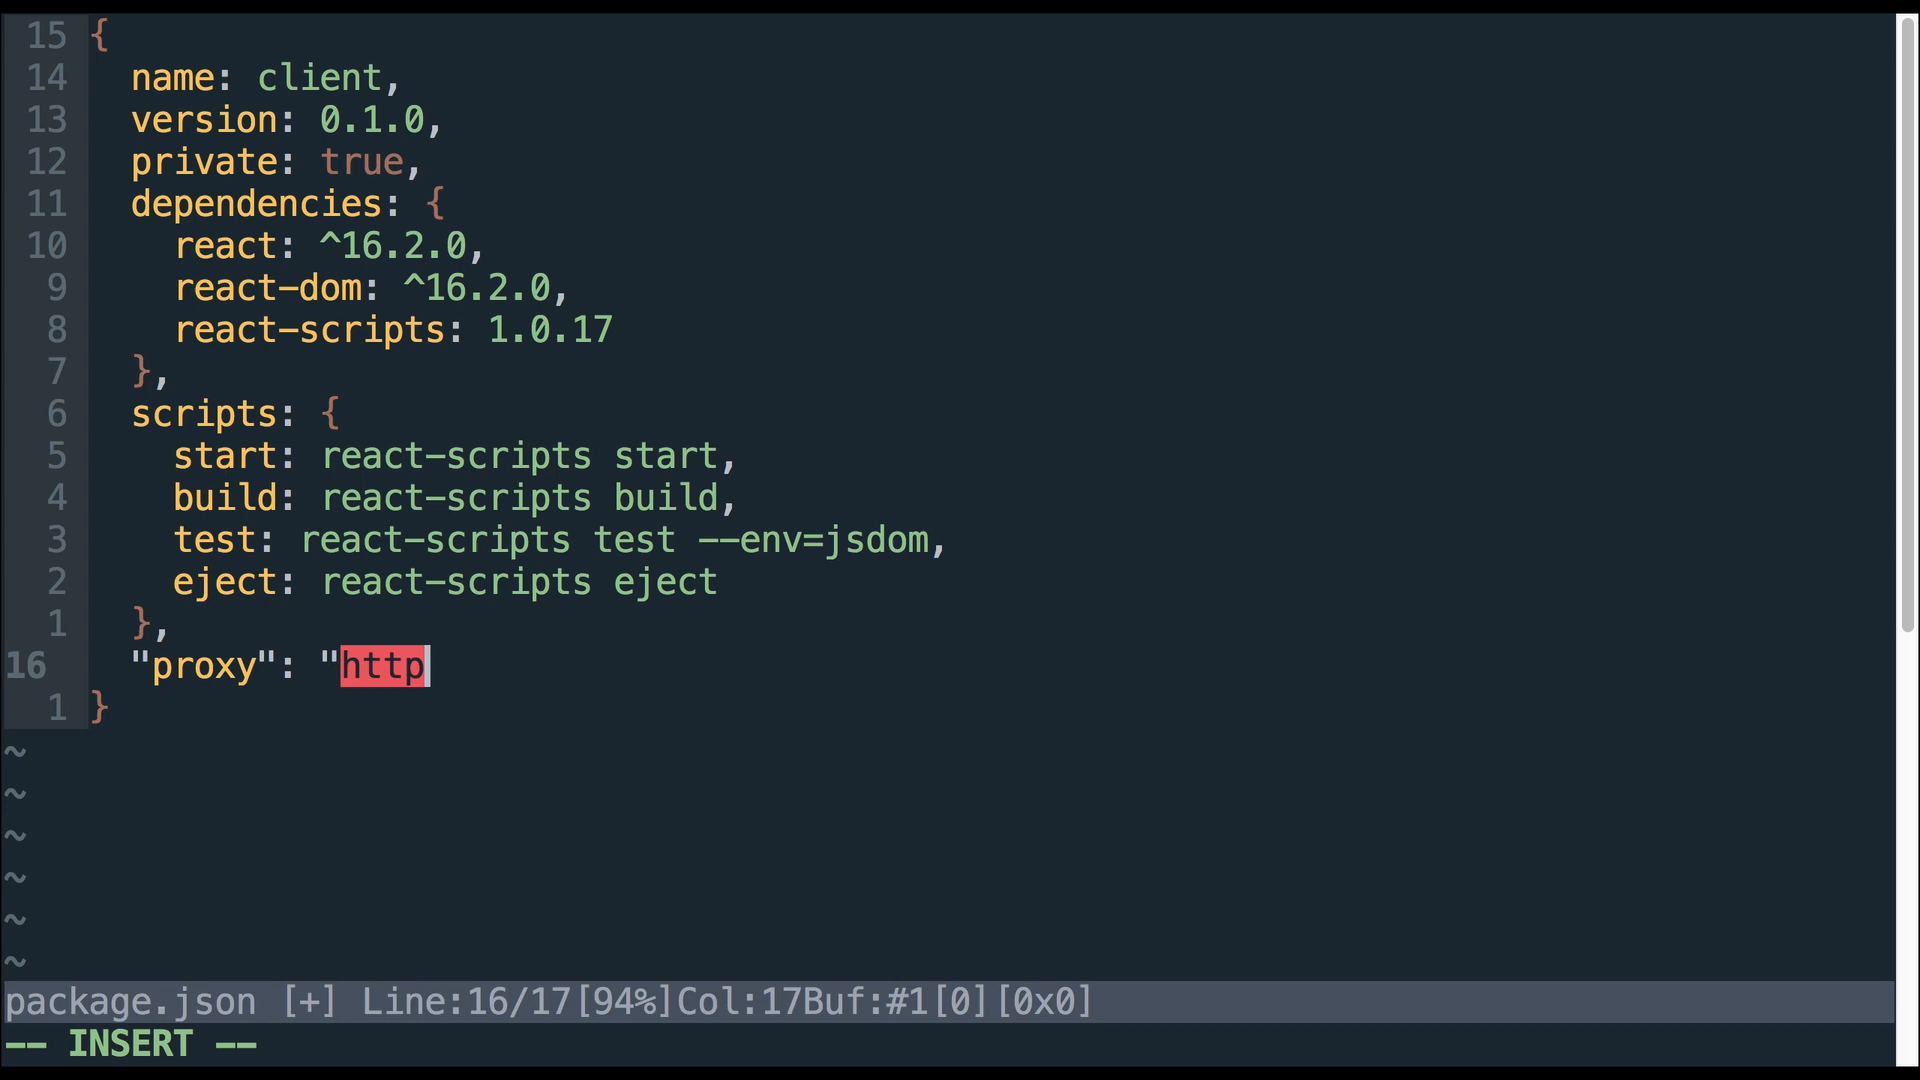 15 {
14   name: client,
13   version: 0.1.0,
12   private: true,
11   dependencies: {
10     react: ^16.2.0,
9     react-dom: ^16.2.0,
8     react-scripts: 1.0.17
7   },
6   scripts: {
5     start: react-scripts start,
4     build: react-scripts build,
3     test: react-scripts test --env=jsdom,
2     eject: react-scripts eject
1   },
16   "proxy": "http
1 }
~
~
~
~
~
~
package.json [+] Line:16/17[94%]Col:17Buf:#1[0][0x0]
-- INSERT --